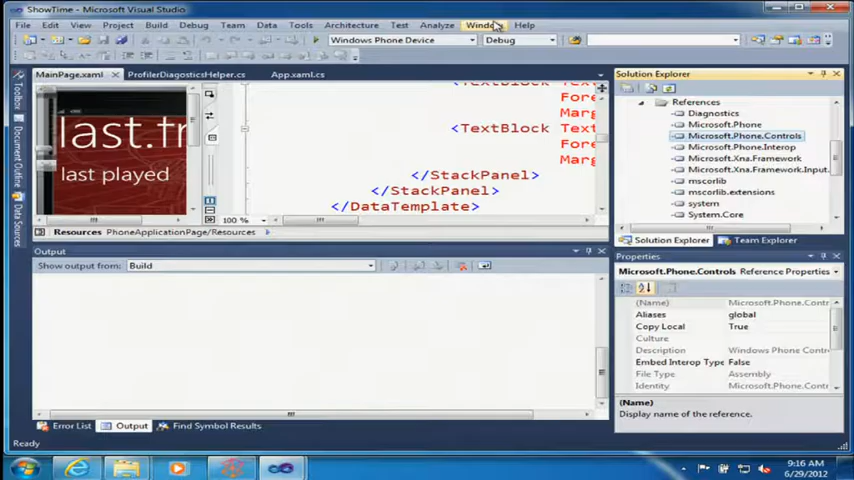 ShowTime - Microsoft Visual Studio
File Edit View Project Build Debug Team Data Tools Architecture Test Analyze Window Help
Windows Phone Device Debug
MainPage.xaml ProfilerDiagnosticsHelper.cs App.xaml.cs
Toolbox
Document Outline
Data Sources
last.fr
last played
<TextBlock Text
Fore
Marg
<TextBlock Text
Fore
Marg
</StackPanel>
</StackPanel>
</DataTemplate>
100 %
Resources PhoneApplicationPage/Resources
Output
Show output from: Build
Error List Output Find Symbol Results
Ready
Solution Explorer
References
Diagnostics
Microsoft.Phone
Microsoft.Phone.Controls
Microsoft.Phone.Interop
Microsoft.Xna.Framework
Microsoft.Xna.Framework.Input.
mscorlib
mscorlib.extensions
system
System.Core
Solution Explorer Team Explorer
Properties
Microsoft.Phone.Controls Reference Properties
(Name) Microsoft.Phone.Contr
Aliases global
Copy Local True
Culture
Description Windows Phone Contr
Embed Interop Type False
File Type Assembly
Identity Microsoft.Phone.Contr
(Name)
Display name of the reference.
9:16 AM
6/29/2012